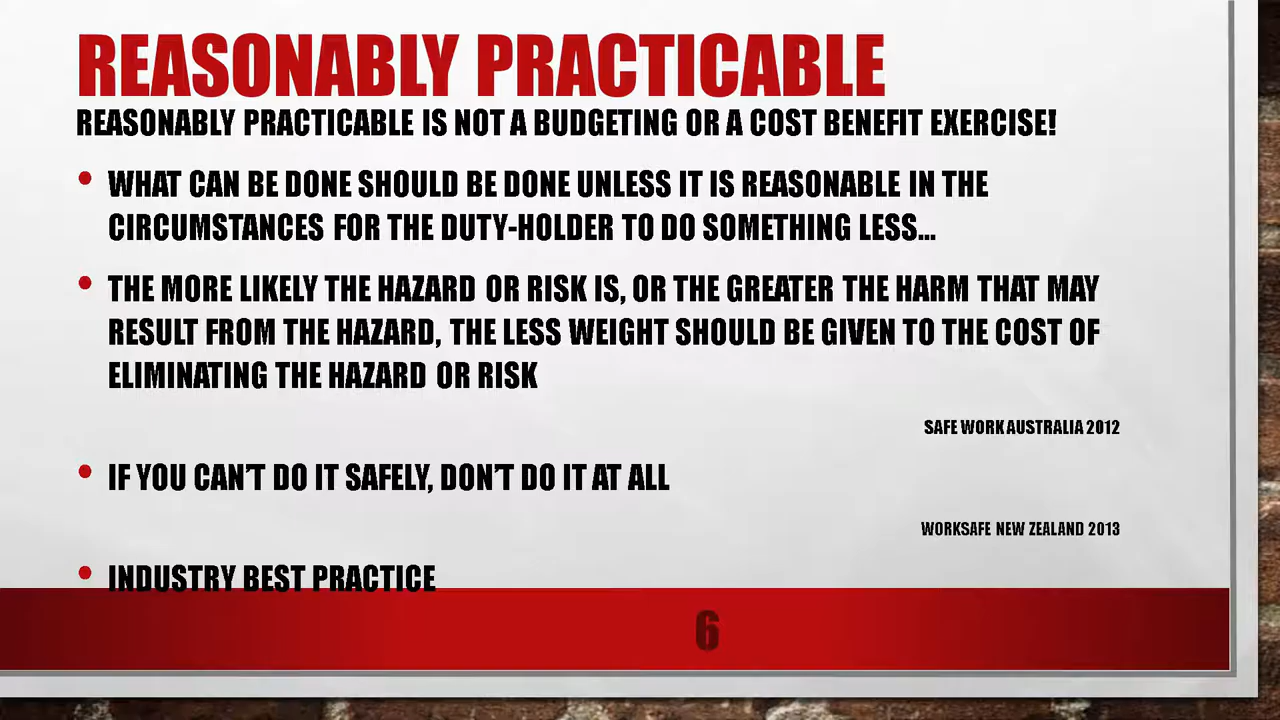 REASONABLY PRACTICABLE
REASONABLY PRACTICABLE IS NOT A BUDGETING OR A COST BENEFIT EXERCISE!
• WHAT CAN BE DONE SHOULD BE DONE UNLESS IT IS REASONABLE IN THE
CIRCUMSTANCES FOR THE DUTY-HOLDER TO DO SOMETHING LESS...
• THE MORE LIKELY THE HAZARD OR RISK IS, OR THE GREATER THE HARM THAT MAY
RESULT FROM THE HAZARD, THE LESS WEIGHT SHOULD BE GIVEN TO THE COST OF
ELIMINATING THE HAZARD OR RISK
SAFE WORK AUSTRALIA 2012
• IF YOU CAN'T DO IT SAFELY, DON'T DO IT AT ALL
WORKSAFE NEW ZEALAND 2013
• INDUSTRY BEST PRACTICE
6